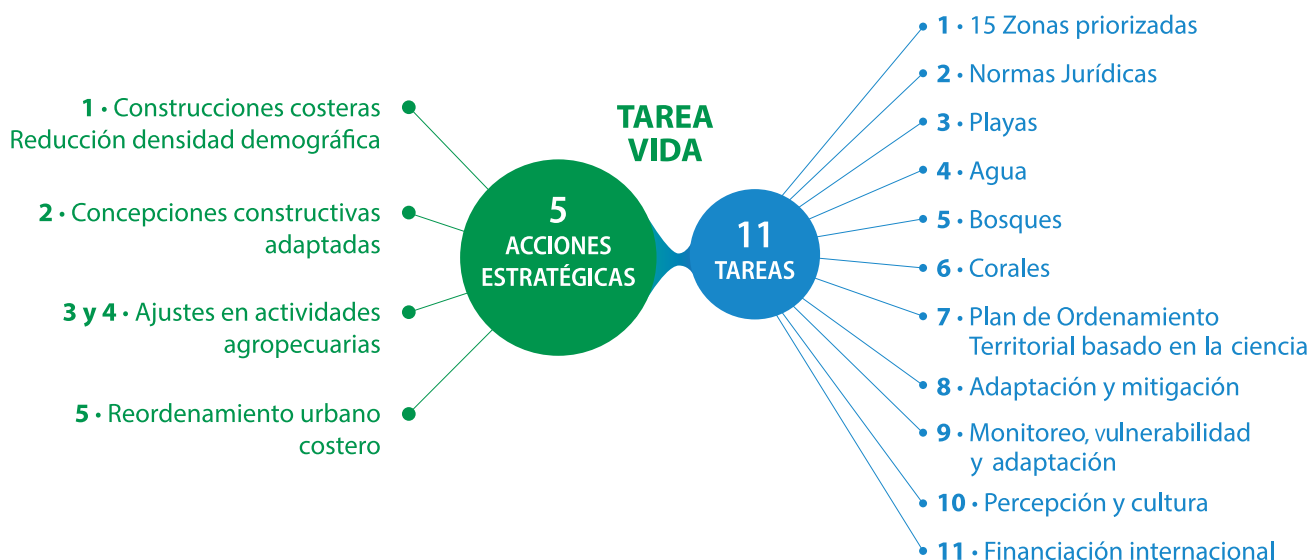 TAREA
VIDA
1 • Construcciones costeras
Reducción densidad demográfica
2 • Concepciones constructivas
adaptadas
3 y 4 • Ajustes en actividades
agropecuarias
5 • Reordenamiento urbano
costero
5
ACCIONES
ESTRATÉGICAS
11
TAREAS
1 • 15 Zonas priorizadas
2 • Normas Jurídicas
3 • Playas
4 • Agua
5 • Bosques
6 • Corales
7 • Plan de Ordenamiento
Territorial basado en la ciencia
8 • Adaptación y mitigación
9 • Monitoreo, vulnerabilidad
y adaptación
10 • Percepción y cultura
11 • Financiación internacional